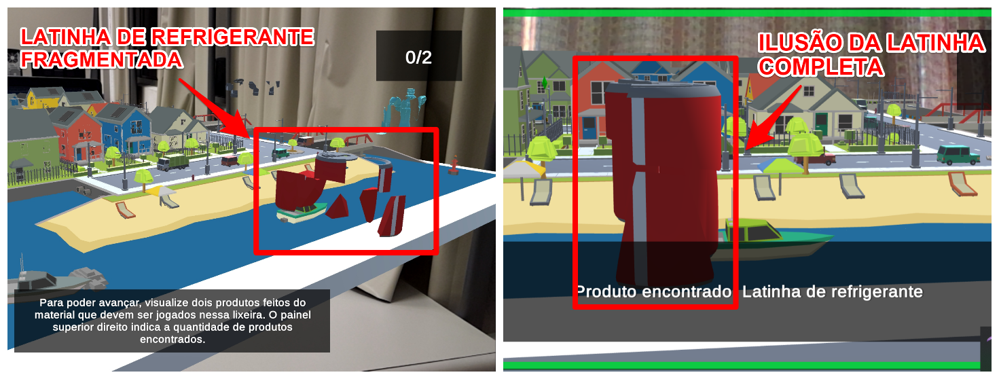 LATINHA DE REFRIGERANTE
FRAGMENTADA
0/2
Para poder avançar, visualize dois produtos feitos do
material que devem ser jogados nessa lixeira. O painel
superior direito indica a quantidade de produtos
encontrados.
ILUSÃO DA LATINHA
COMPLETA
Produto encontrado Latinha de refrigerante